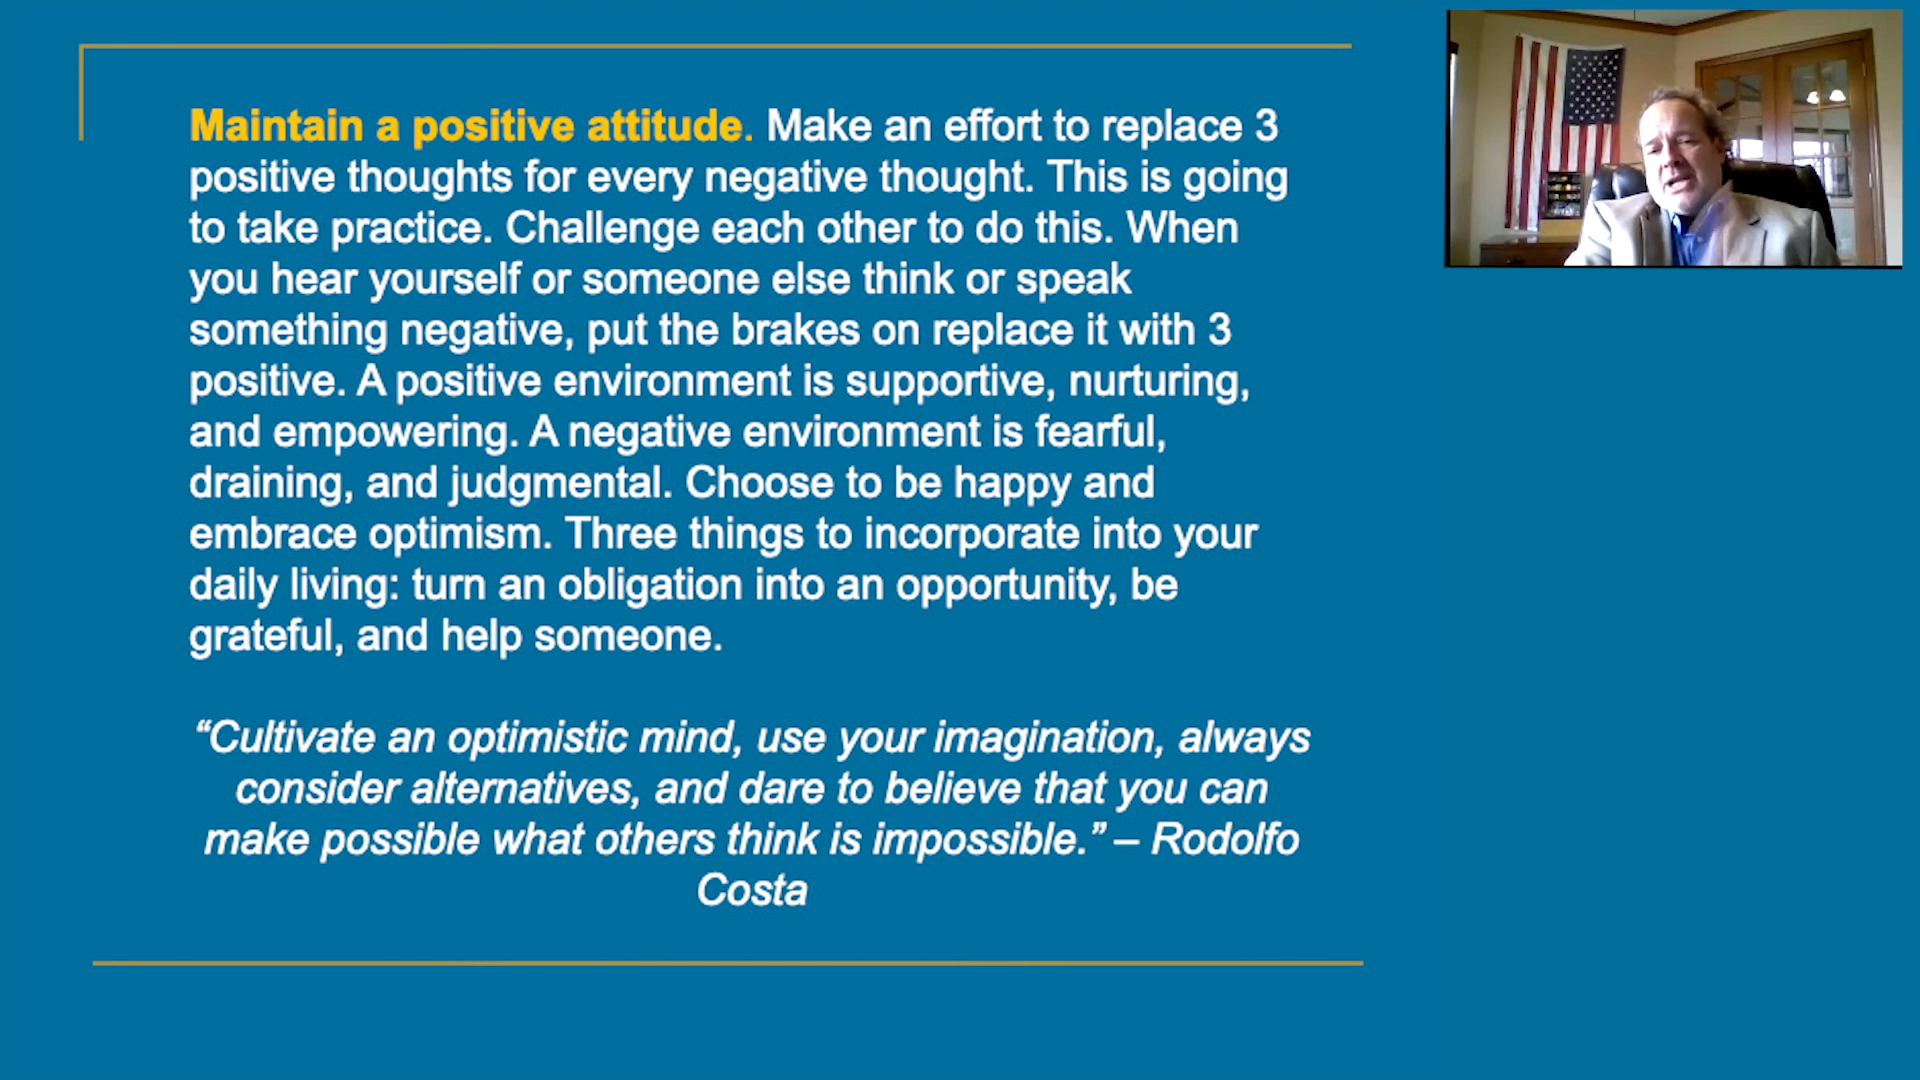 Maintain a positive attitude. Make an effort to replace 3
positive thoughts for every negative thought. This is going
to take practice. Challenge each other to do this. When
you hear yourself or someone else think or speak
something negative, put the brakes on replace it with 3
positive. A positive environment is supportive, nurturing,
and empowering. A negative environment is fearful,
draining, and judgmental. Choose to be happy and
embrace optimism. Three things to incorporate into your
daily living: turn an obligation into an opportunity, be
grateful, and help someone.
“Cultivate an optimistic mind, use your imagination, always
consider alternatives, and dare to believe that you can
make possible what others think is impossible.” – Rodolfo
Costa